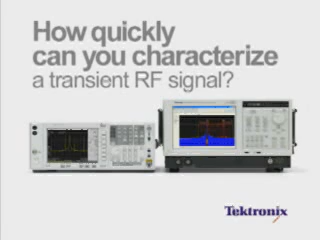 How quickly
can you characterize
a transient RF signal?
Tektronix